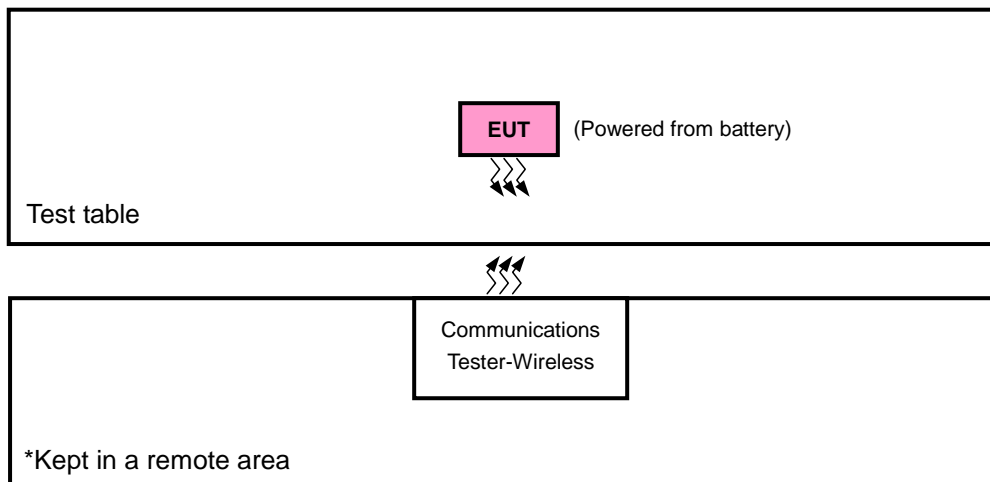 EUT
(Powered from battery)
Test table
Communications
Tester-Wireless
*Kept in a remote area